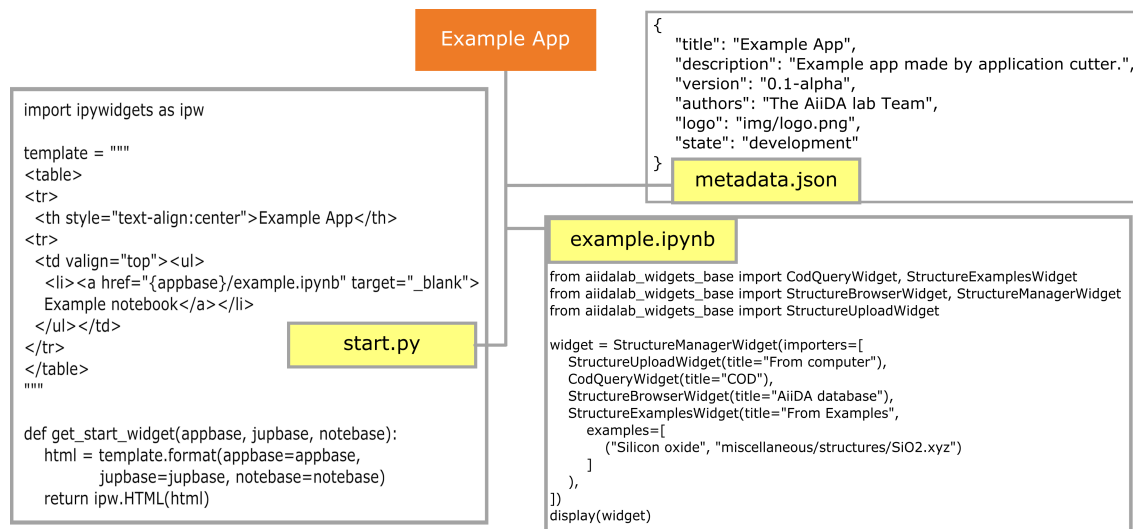 Example App
{
"title": "Example App",
"description": "Example app made by application cutter.",
"version": "0.1-alpha",
"authors": "The AiiDA lab Team",
"logo": "img/logo.png",
"state": "development"
}
metadata.json
import ipywidgets as ipw
template = """
<table>
<tr>
<th style="text-align:center">Example App</th>
<tr>
<td valign="top"><ul>
<li><a href="{appbase}/example.ipynb" target="_blank">
Example notebook</a></li>
</ul></td>
</tr>
</table>
"""
def get_start_widget(appbase, jupbase, notebase):
html = template.format(appbase=appbase,
jupbase=jupbase, notebase=notebase)
return ipw.HTML(html)
start.py
example.ipynb
from aiidalab_widgets_base import CodQueryWidget, StructureExamplesWidget
from aiidalab_widgets_base import StructureBrowserWidget, StructureManagerWidget
from aiidalab_widgets_base import StructureUploadWidget
widget = StructureManagerWidget(importers=[
StructureUploadWidget(title="From computer"),
CodQueryWidget(title="COD"),
StructureBrowserWidget(title="AiiDA database"),
StructureExamplesWidget(title="From Examples",
examples=[
("Silicon oxide", "miscellaneous/structures/SiO2.xyz")
]
),
])
display(widget)